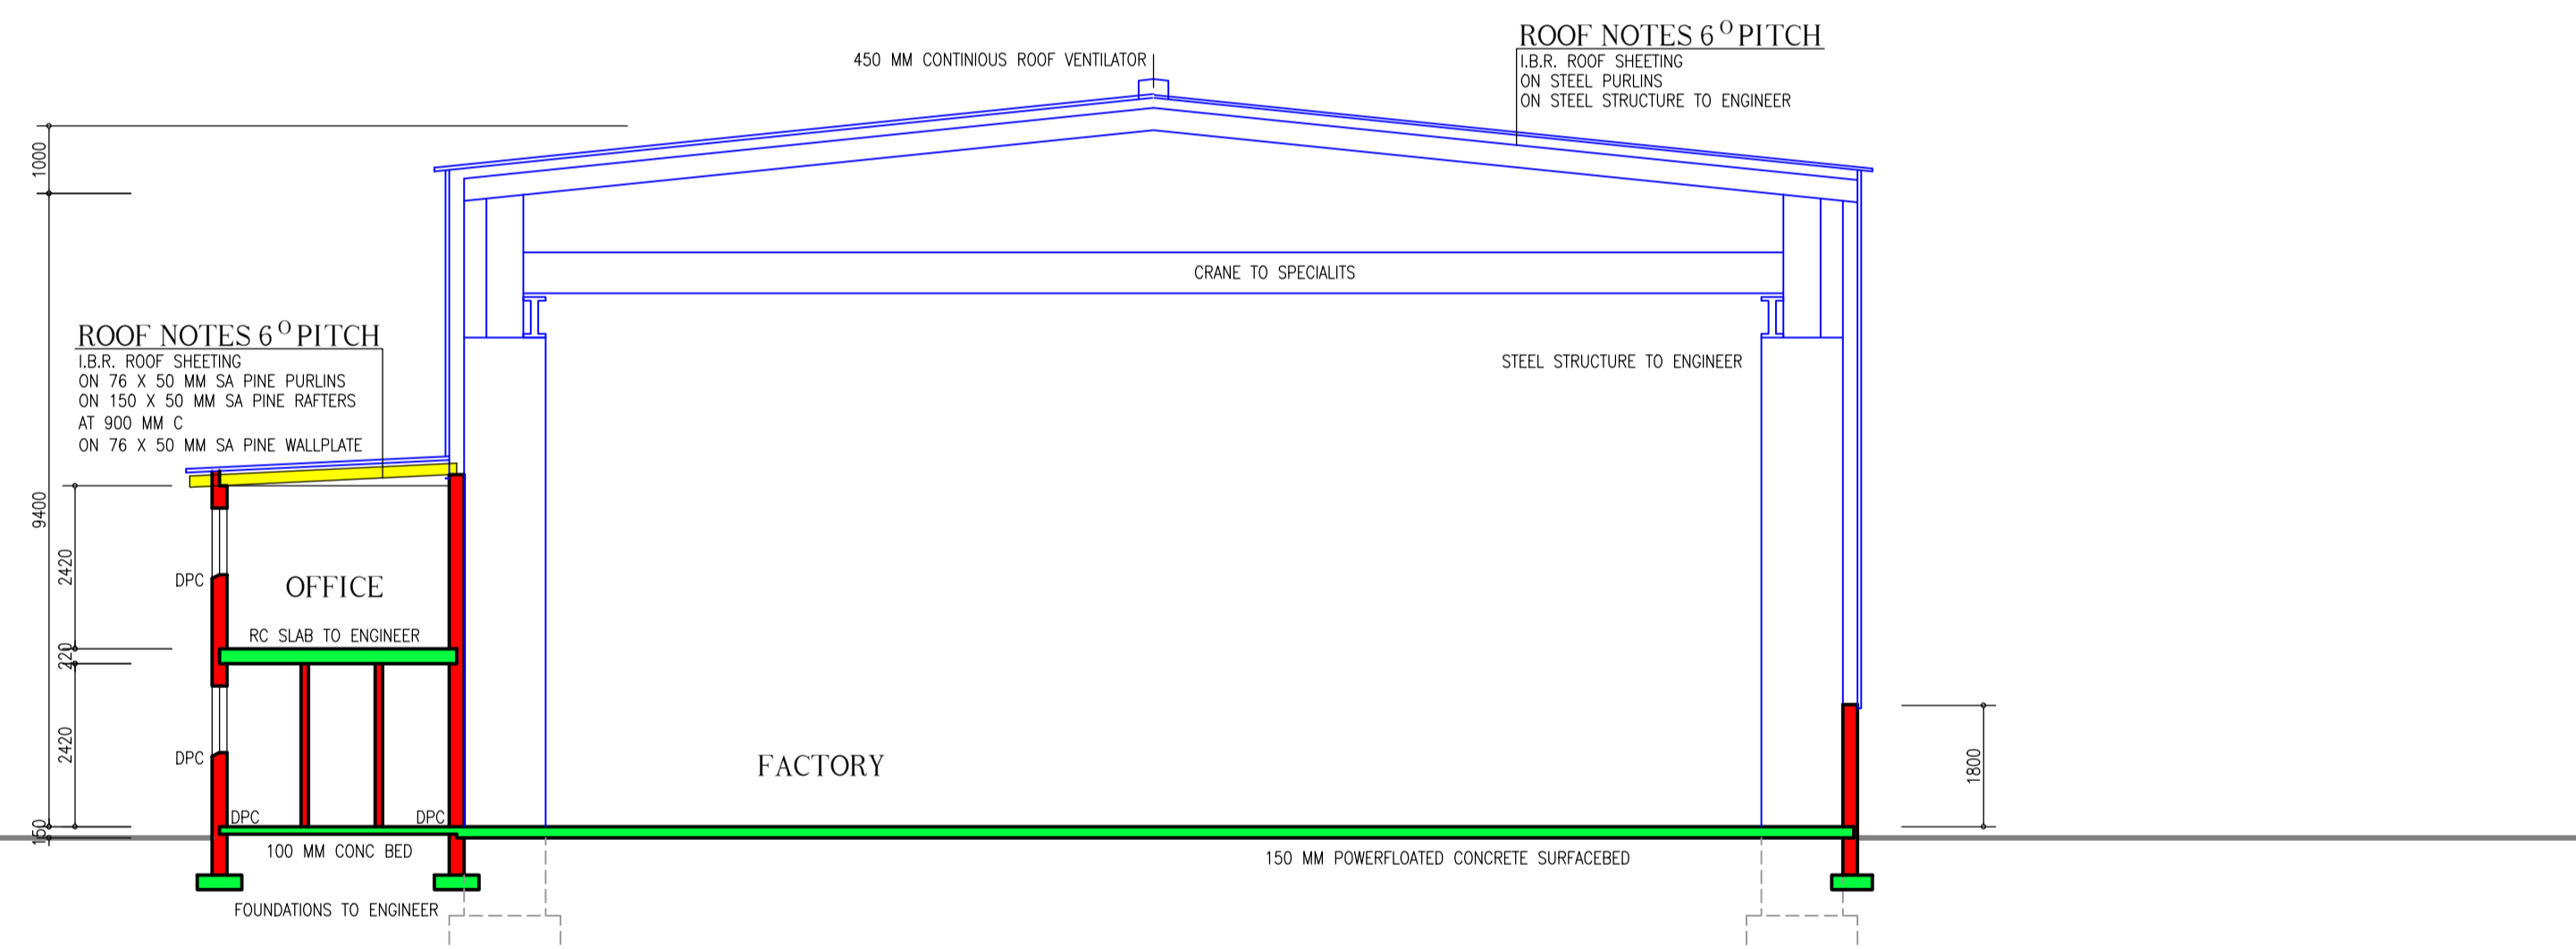 450 MM CONTINIOUS ROOF VENTILATOR
ROOF NOTES 6° PITCH
I.B.R. ROOF SHEETING
ON STEEL PURLINS
ON STEEL STRUCTURE TO ENGINEER
1000
9400
CRANE TO SPECIALITS
STEEL STRUCTURE TO ENGINEER
ROOF NOTES 6° PITCH
I.B.R. ROOF SHEETING
ON 76 X 50 MM SA PINE PURLINS
ON 150 X 50 MM SA PINE RAFTERS
AT 900 MM C
ON 76 X 50 MM SA PINE WALLPLATE
2420
DPC
OFFICE
RC SLAB TO ENGINEER
220
2420
DPC
FACTORY
1800
DPC
DPC
150
100 MM CONC BED
150 MM POWERFLOATED CONCRETE SURFACEBED
FOUNDATIONS TO ENGINEER